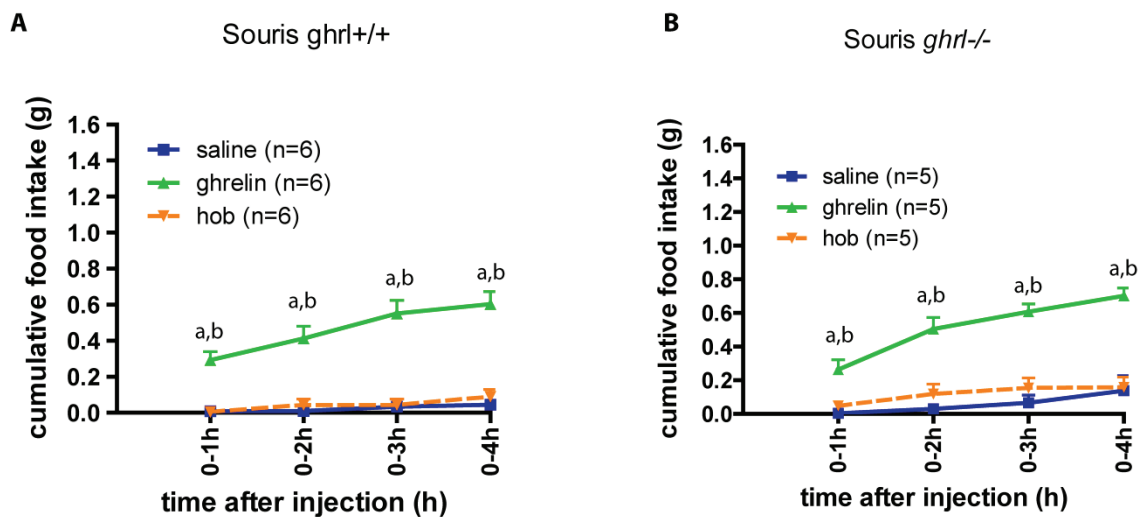 A
Souris ghrl+/+
cumulative food intake (g)
1.6
1.4
1.2
1.0
0.8
0.6
0.4
0.2
0.0
saline (n=6)
ghrelin (n=6)
hob (n=6)
a,b
a,b
a,b
a,b
0-1h
0-2h
0-3h
0-4h
time after injection (h)
B
Souris ghrl-/-
cumulative food intake (g)
1.6
1.4
1.2
1.0
0.8
0.6
0.4
0.2
0.0
saline (n=5)
ghrelin (n=5)
hob (n=5)
a,b
a,b
a,b
a,b
0-1h
0-2h
0-3h
0-4h
time after injection (h)